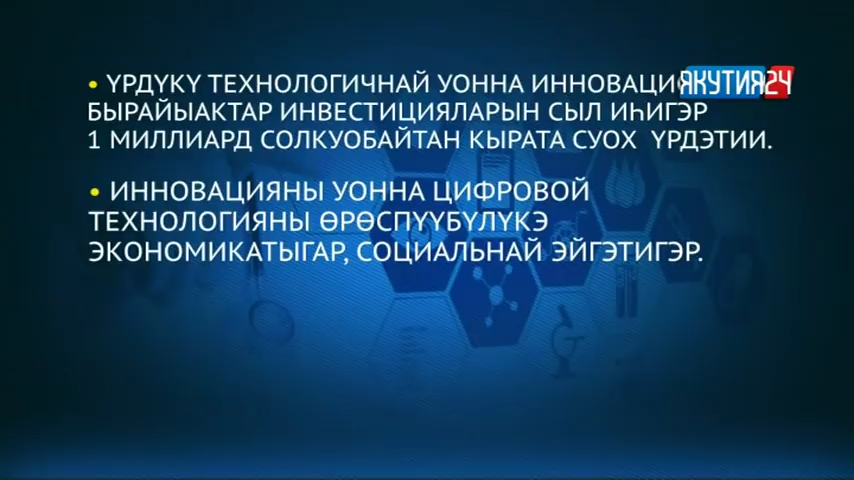 • ҮРДҮКҮ ТЕХНОЛОГИЧНАЙ УОННА
ЯКУТИЯ24
БЫРАЙЫАКТАР ИНВЕСТИЦИЯЛАРЫН СЫЛ ИҺИГЭР
1 МИЛЛИАРД СОЛКУОБАЙТАН КЫРАТА СУОХ ҮРДЭТИИ.
• ИННОВАЦИЯНЫ УОННА ЦИФРОВОЙ
ТЕХНОЛОГИЯНЫ ӨРӨСПҮҮБҮЛҮКЭ
ЭКОНОМИКАТЫГАР, СОЦИАЛЬНАЙ ЭЙГЭТИГЭР.